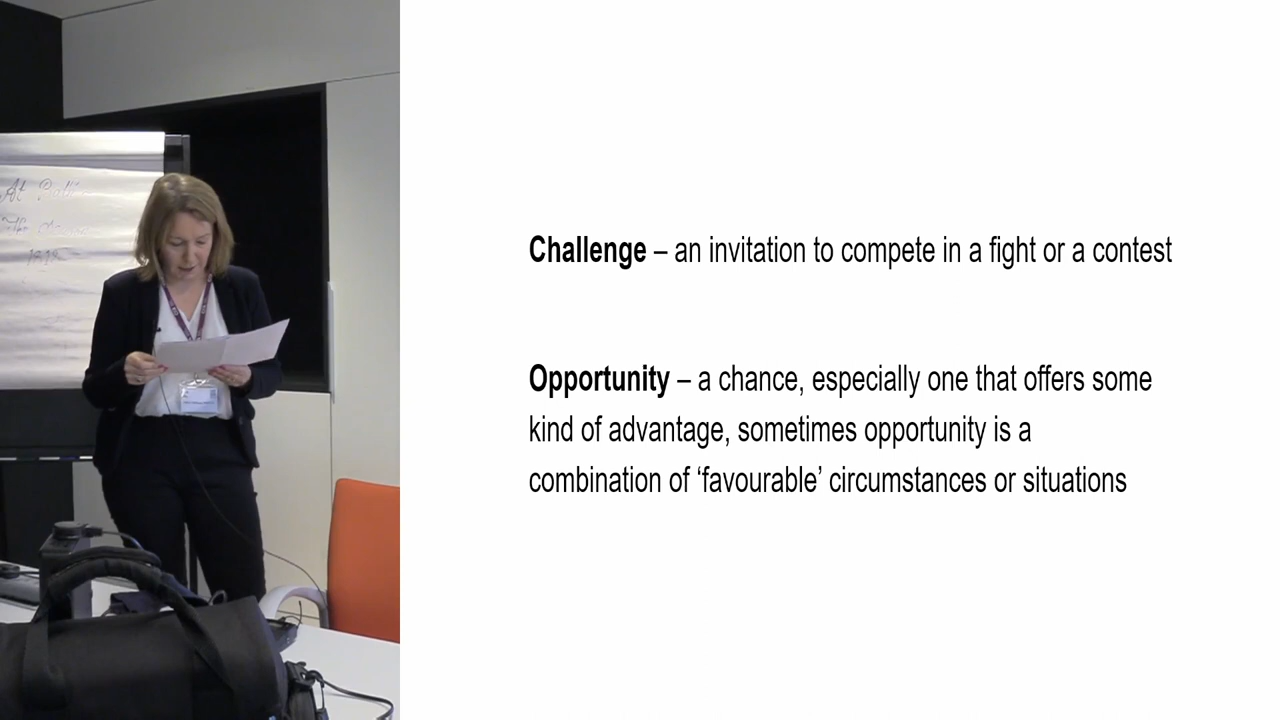 At
Challenge – an invitation to compete in a fight or a contest
Opportunity – a chance, especially one that offers some
kind of advantage, sometimes opportunity is a
combination of ‘favourable’ circumstances or situations